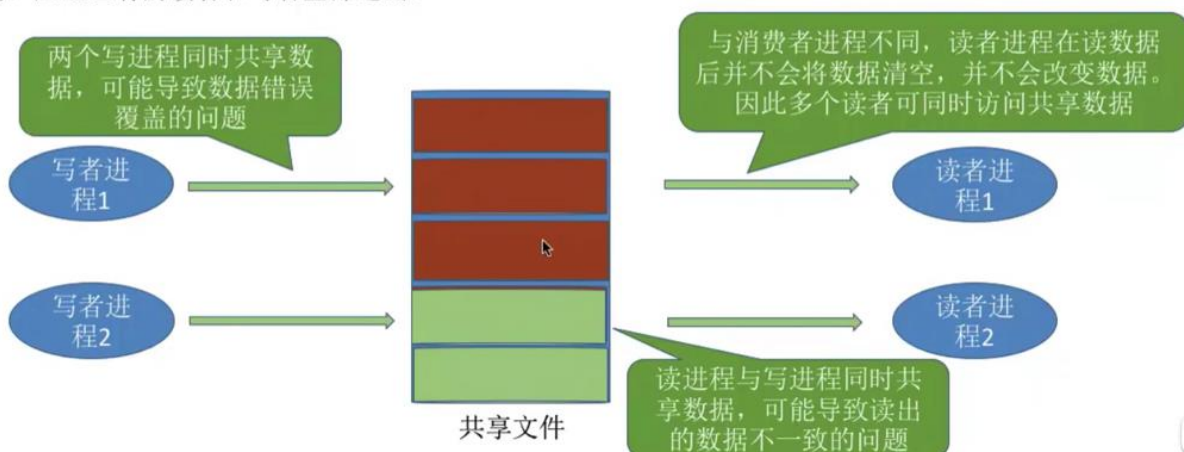 两个写进程同时共享数
据，可能导致数据错误
覆盖的问题
与消费者进程不同，读者进程在读数据
后并不会将数据清空，并不会改变数据。
因此多个读者可同时访问共享数据
写者进
程1
读者进
程1
写者进
程2
读者进
程2
读进程与写进程同时共
享数据，可能导致读出
的数据不一致的问题
共享文件